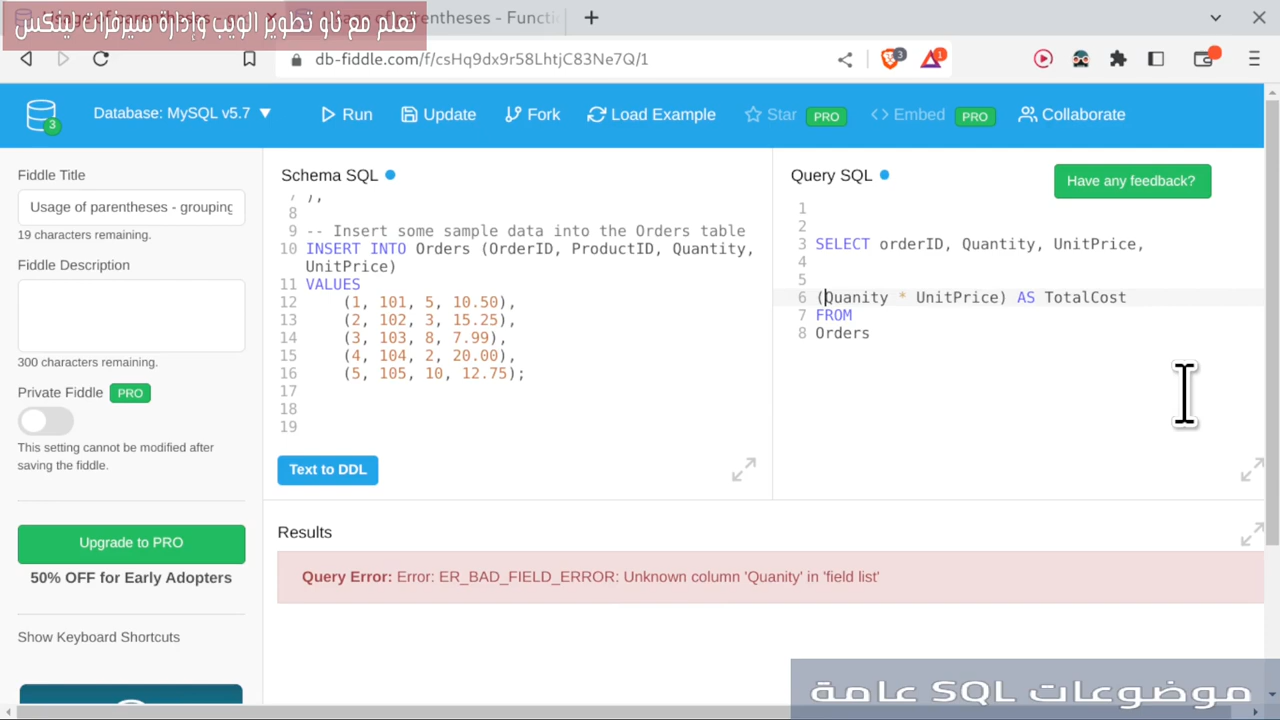 تعلم مع ناو تطوير الويب وإدارة سيرفرات لينكس
of parentheses - Functi
db-fiddle.com/f/csHq9dx9r58LhtjC83Ne7Q/1
3
1
3
Database: MySQL v5.7
Run
Update
Fork
Load Example
Star PRO
Embed PRO
Collaborate
Fiddle Title
Usage of parentheses - grouping
19 characters remaining.
Fiddle Description
300 characters remaining.
Private Fiddle PRO
This setting cannot be modified after
saving the fiddle.
Upgrade to PRO
50% OFF for Early Adopters
Show Keyboard Shortcuts
Schema SQL
7 );
8
9 -- Insert some sample data into the Orders table
10 INSERT INTO Orders (OrderID, ProductID, Quantity,
UnitPrice)
11 VALUES
12 (1, 101, 5, 10.50),
13 (2, 102, 3, 15.25),
14 (3, 103, 8, 7.99),
15 (4, 104, 2, 20.00),
16 (5, 105, 10, 12.75);
17
18
19
Text to DDL
Query SQL
Have any feedback?
1
2
3 SELECT orderID, Quantity, UnitPrice,
4
5
6 (Quanity * UnitPrice) AS TotalCost
7 FROM
8 Orders
Results
Query Error: Error: ER_BAD_FIELD_ERROR: Unknown column 'Quanity' in 'field list'
موضوعات SQL عامة